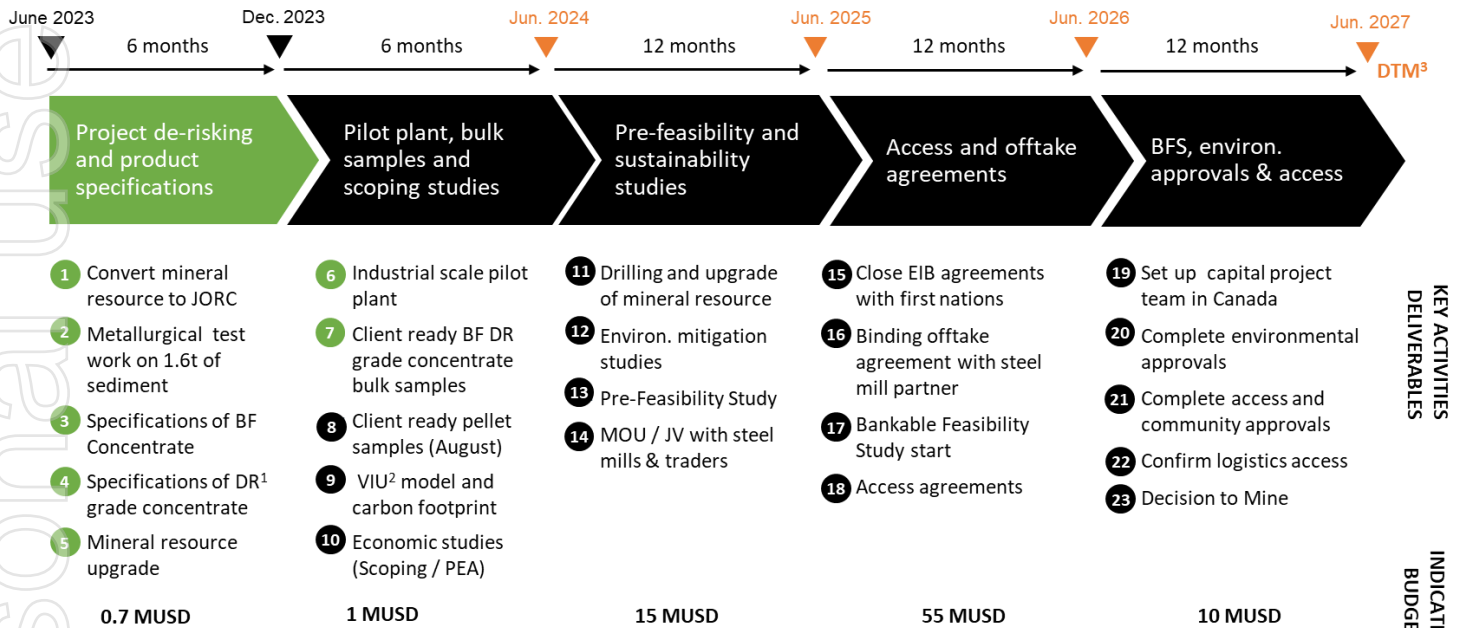 June 2023
Dec. 2023
Jun. 2024
Jun. 2025
Jun. 2026
Jun. 2027
6 months
6 months
12 months
12 months
12 months
DTM³
Project de-risking
and product
specifications
Pilot plant, bulk
samples and
scoping studies
Pre-feasibility and
sustainability
studies
Access and offtake
agreements
BFS, environ.
approvals & access
1 Convert mineral
resource to JORC
2 Metallurgical test
work on 1.6t of
sediment
3 Specifications of BF
Concentrate
4 Specifications of DR¹
grade concentrate
5 Mineral resource
upgrade
6 Industrial scale pilot
plant
7 Client ready BF DR
grade concentrate
bulk samples
8 Client ready pellet
samples (August)
9 VIU² model and
carbon footprint
10 Economic studies
(Scoping / PEA)
11 Drilling and upgrade
of mineral resource
12 Environ. mitigation
studies
13 Pre-Feasibility Study
14 MOU / JV with steel
mills & traders
15 Close EIB agreements
with first nations
16 Binding offtake
agreement with steel
mill partner
17 Bankable Feasibility
Study start
18 Access agreements
19 Set up capital project
team in Canada
20 Complete environmental
approvals
21 Complete access and
community approvals
22 Confirm logistics access
23 Decision to Mine
KEY ACTIVITIES
DELIVERABLES
0.7 MUSD
1 MUSD
15 MUSD
55 MUSD
10 MUSD
sonal use